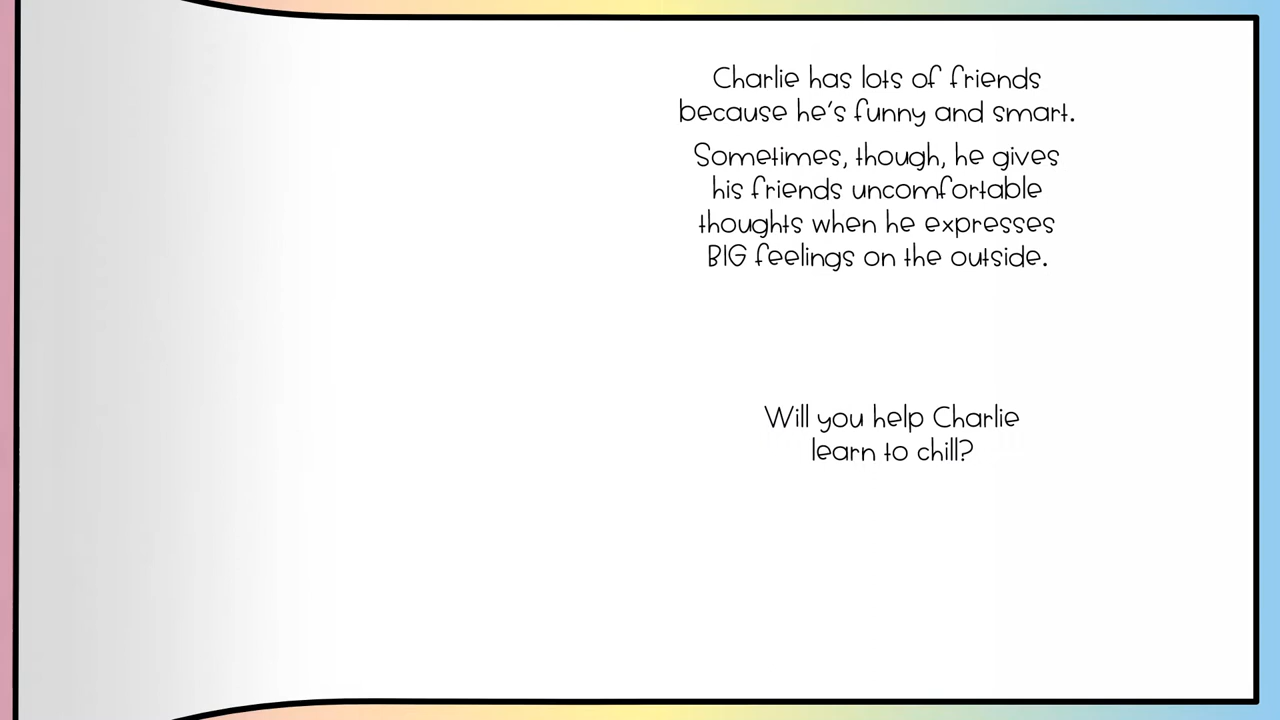 Charlie has lots of friends
because he's funny and smart.
Sometimes, though, he gives
his friends uncomfortable
thoughts when he expresses
BIG feelings on the outside.
Will you help Charlie
learn to chill?